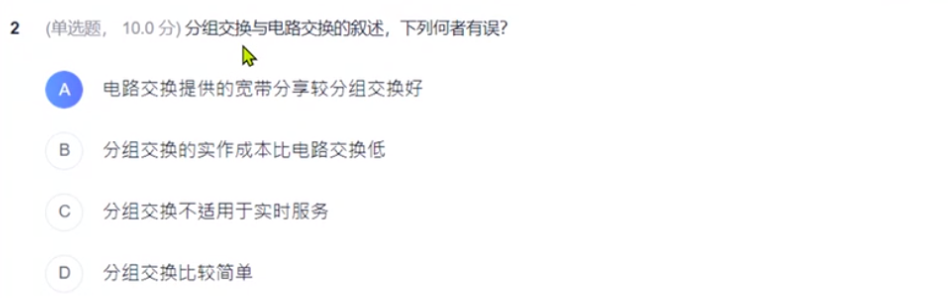 2 (单选题， 10.0 分) 分组交换与电路交换的叙述，下列何者有误?
A 电路交换提供的宽带分享较分组交换好
B 分组交换的实作成本比电路交换低
C 分组交换不适用于实时服务
D 分组交换比较简单